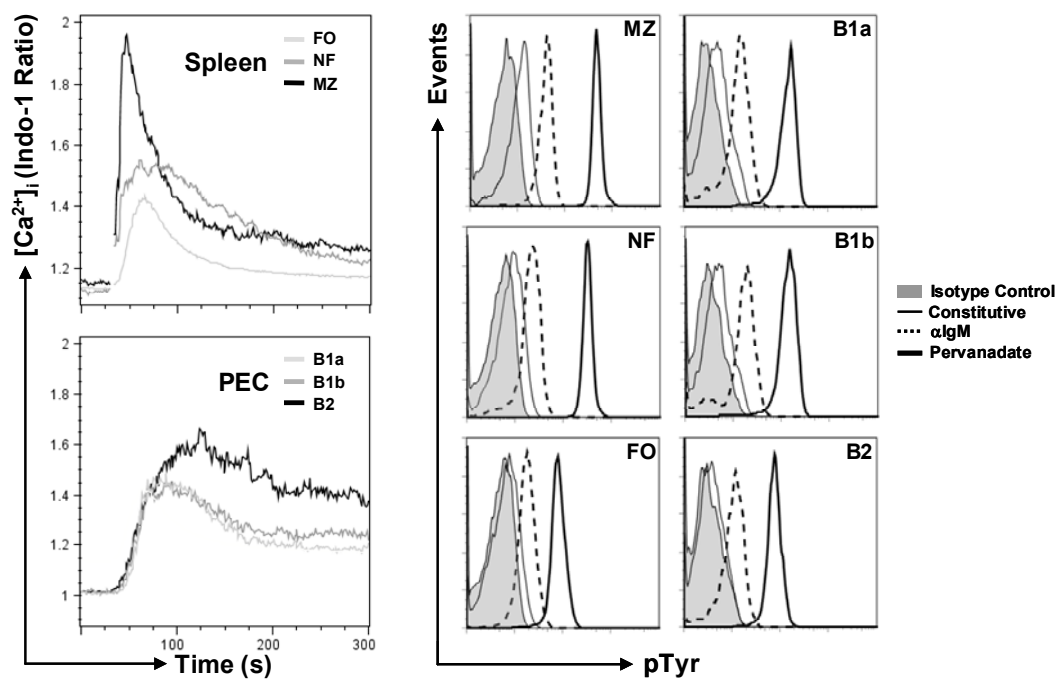 [Ca²⁺]ᵢ (Indo-1 Ratio)
2
1.8
1.6
1.4
1.2
Spleen
FO
NF
MZ
2
1.8
1.6
1.4
1.2
1
PEC
B1a
B1b
B2
100
200
300
Time (s)
Events
MZ
B1a
NF
B1b
FO
B2
pTyr
Isotype Control
Constitutive
αIgM
Pervanadate